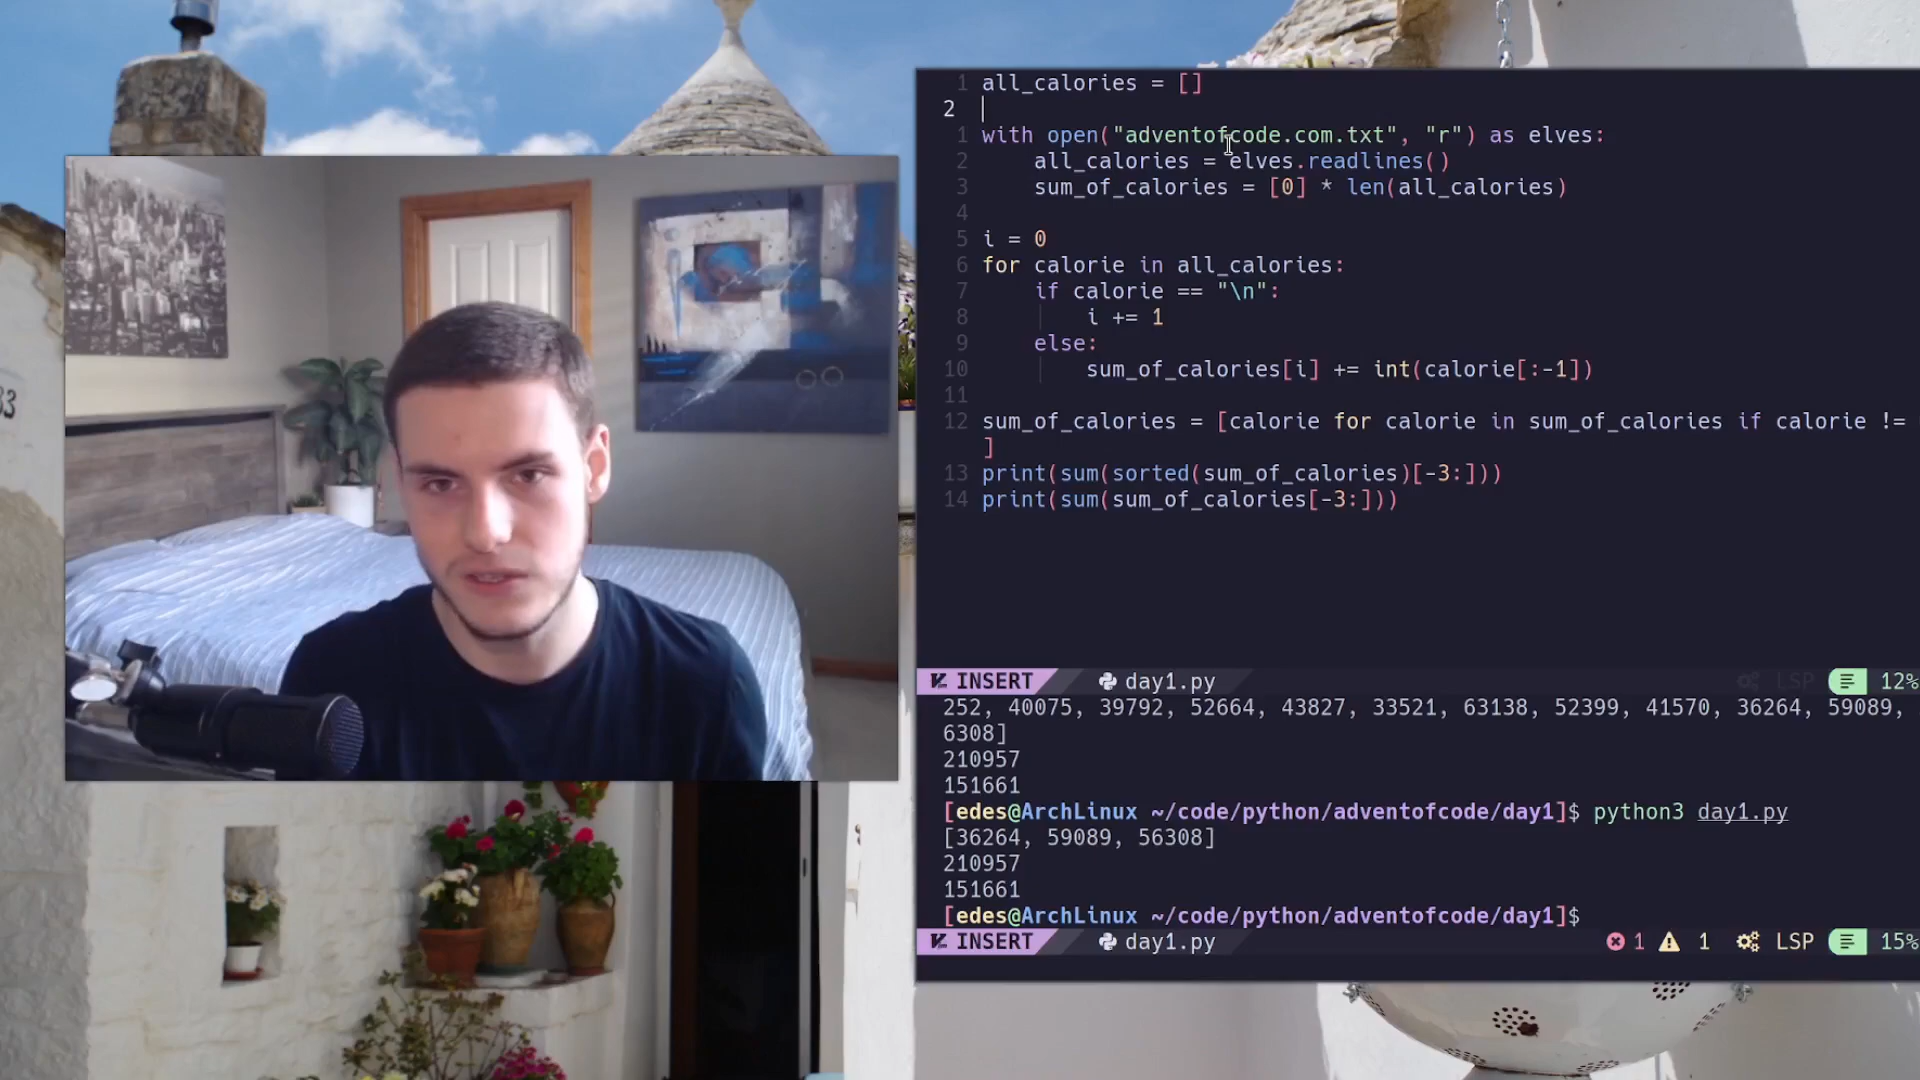 33
1 all_calories = []
2
1 with open("adventofcode.com.txt", "r") as elves:
2 all_calories = elves.readlines()
3 sum_of_calories = [0] * len(all_calories)
4
5 i = 0
6 for calorie in all_calories:
7 if calorie == "\n":
8 i += 1
9 else:
10 sum_of_calories[i] += int(calorie[:-1])
11
12 sum_of_calories = [calorie for calorie in sum_of_calories if calorie !=
]
13 print(sum(sorted(sum_of_calories)[-3:]))
14 print(sum(sum_of_calories[-3:]))
INSERT day1.py LSP 12%
252, 40075, 39792, 52664, 43827, 33521, 63138, 52399, 41570, 36264, 59089,
6308]
210957
151661
[edes@ArchLinux ~/code/python/adventofcode/day1]$ python3 day1.py
[36264, 59089, 56308]
210957
151661
[edes@ArchLinux ~/code/python/adventofcode/day1]$
INSERT day1.py 1 1 LSP 15%